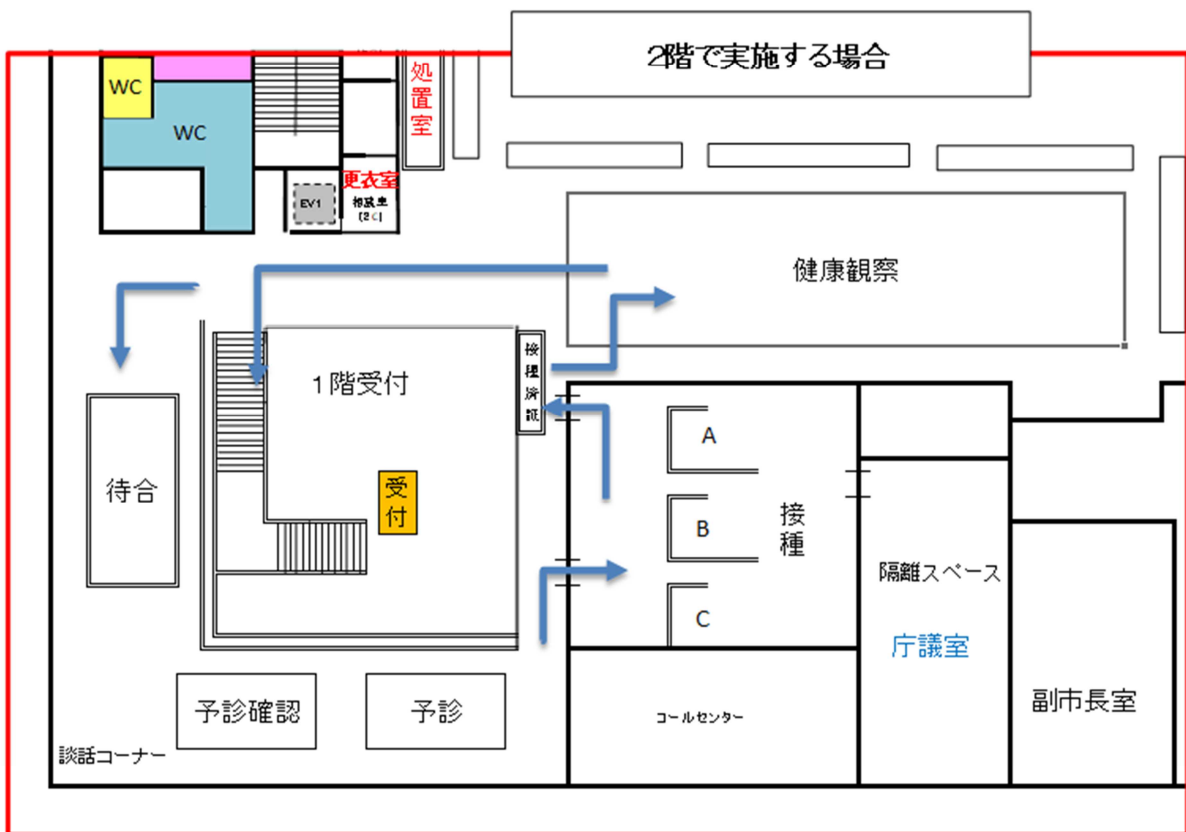 2階で実施する場合
WC
WC
処置室
更衣室
EV1
相談室
健康観察
接種済証
1階受付
受付
待合
A
B
C
接種
隔離スペース
庁議室
予診確認
予診
コールセンター
副市長室
談話コーナー